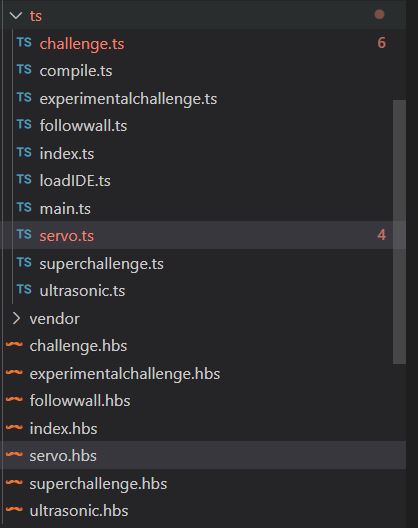 ts
TS challenge.ts 6
TS compile.ts
TS experimentalchallenge.ts
TS followwall.ts
TS index.ts
TS loadIDE.ts
TS main.ts
TS servo.ts 4
TS superchallenge.ts
TS ultrasonic.ts
vendor
challenge.hbs
experimentalchallenge.hbs
followwall.hbs
index.hbs
servo.hbs
superchallenge.hbs
ultrasonic.hbs